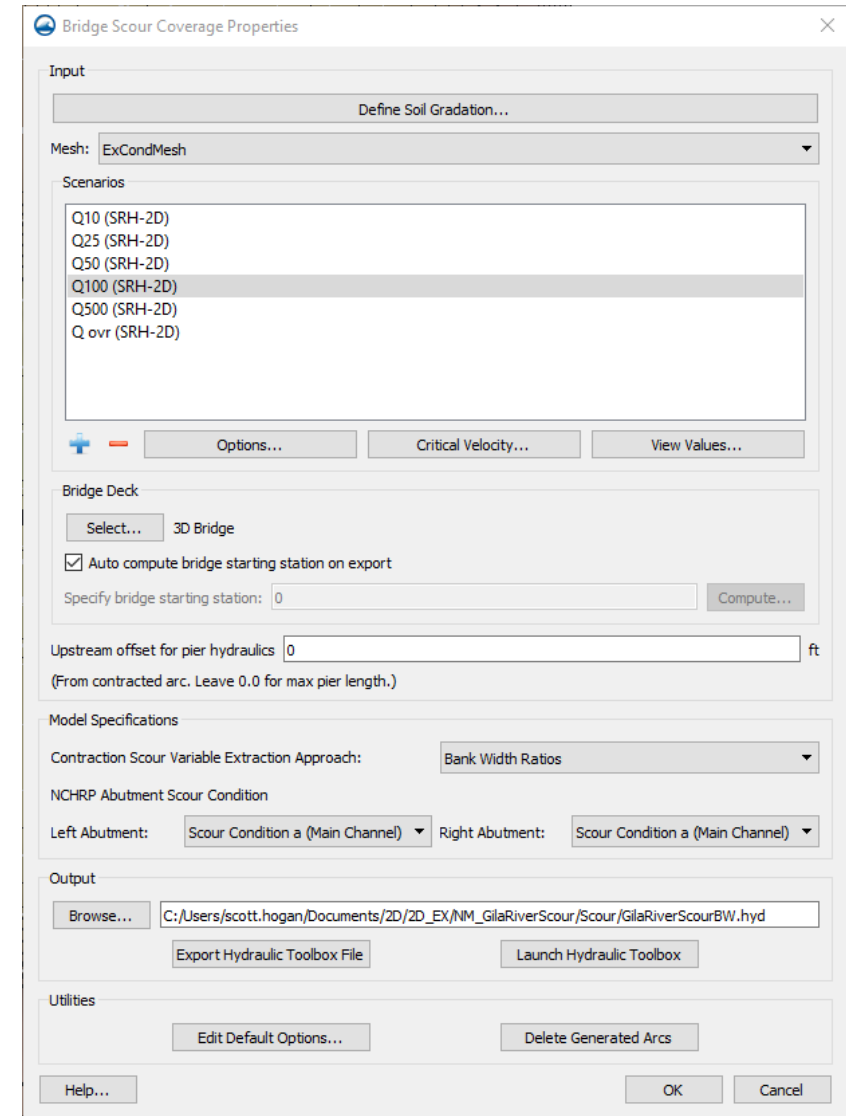 Bridge Scour Coverage Properties
Input
Define Soil Gradation...
Mesh: ExCondMesh
Scenarios
Q10 (SRH-2D)
Q25 (SRH-2D)
Q50 (SRH-2D)
Q100 (SRH-2D)
Q500 (SRH-2D)
Q ovr (SRH-2D)
Options... Critical Velocity... View Values...
Bridge Deck
Select... 3D Bridge
Auto compute bridge starting station on export
Specify bridge starting station: 0 Compute...
Upstream offset for pier hydraulics 0 ft
(From contracted arc. Leave 0.0 for max pier length.)
Model Specifications
Contraction Scour Variable Extraction Approach: Bank Width Ratios
NCHRP Abutment Scour Condition
Left Abutment: Scour Condition a (Main Channel) Right Abutment: Scour Condition a (Main Channel)
Output
Browse... C:/Users/scott.hogan/Documents/2D/2D_EX/NM_GilaRiverScour/Scour/GilaRiverScourBW.hyd
Export Hydraulic Toolbox File Launch Hydraulic Toolbox
Utilities
Edit Default Options... Delete Generated Arcs
Help... OK Cancel